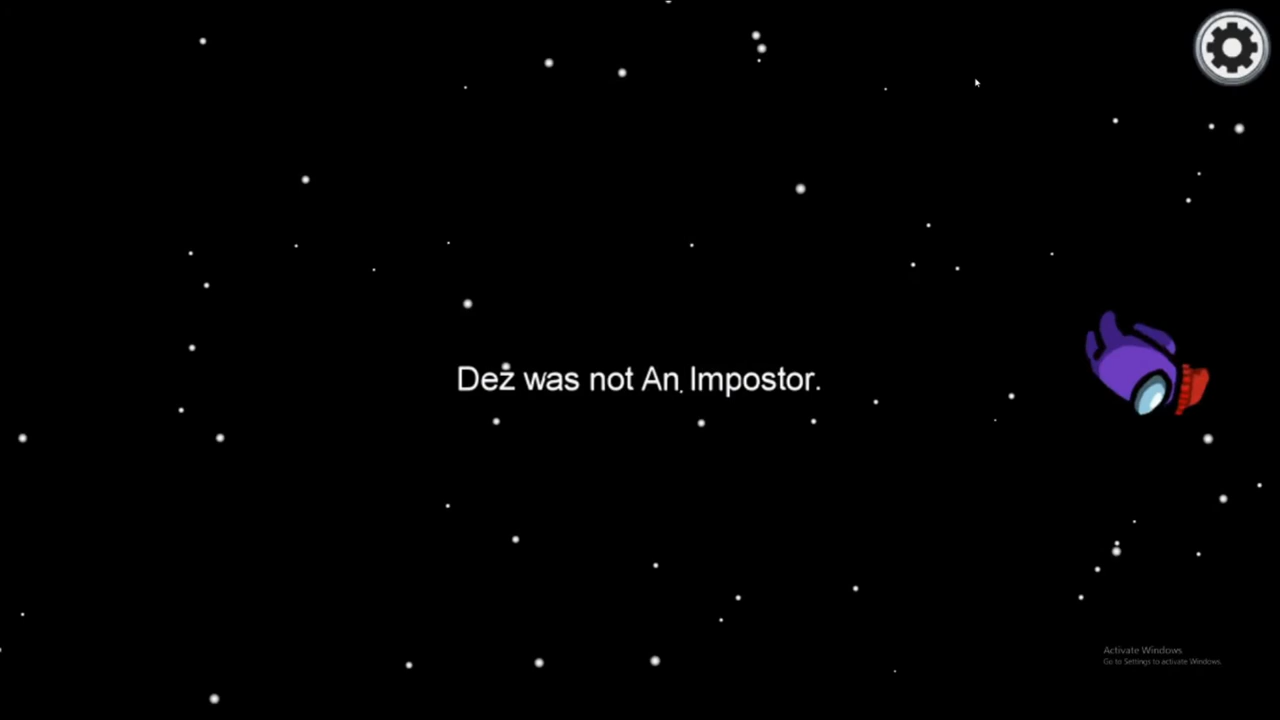 Dez was not An Impostor.
Activate Windows
Go to Settings to activate Windows.